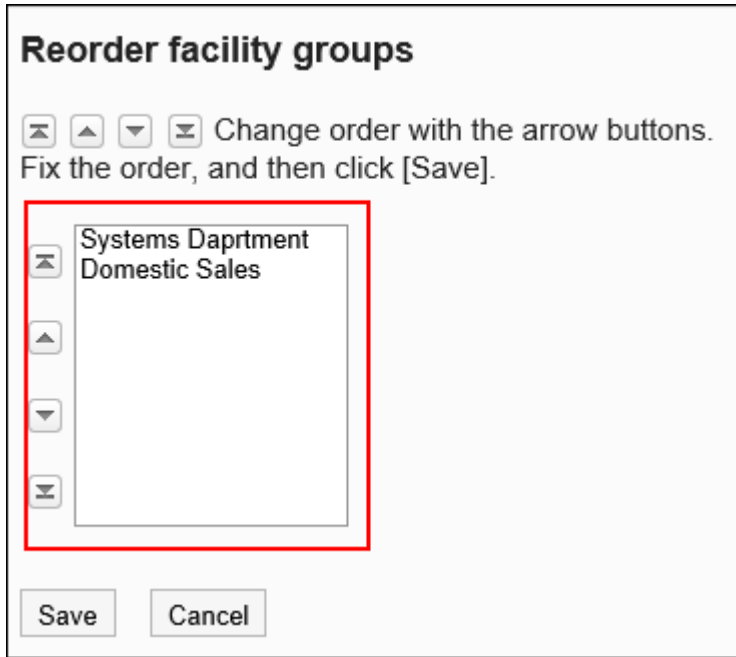 Reorder facility groups
Change order with the arrow buttons.
Fix the order, and then click [Save].
Systems Daprtment
Domestic Sales
Save
Cancel